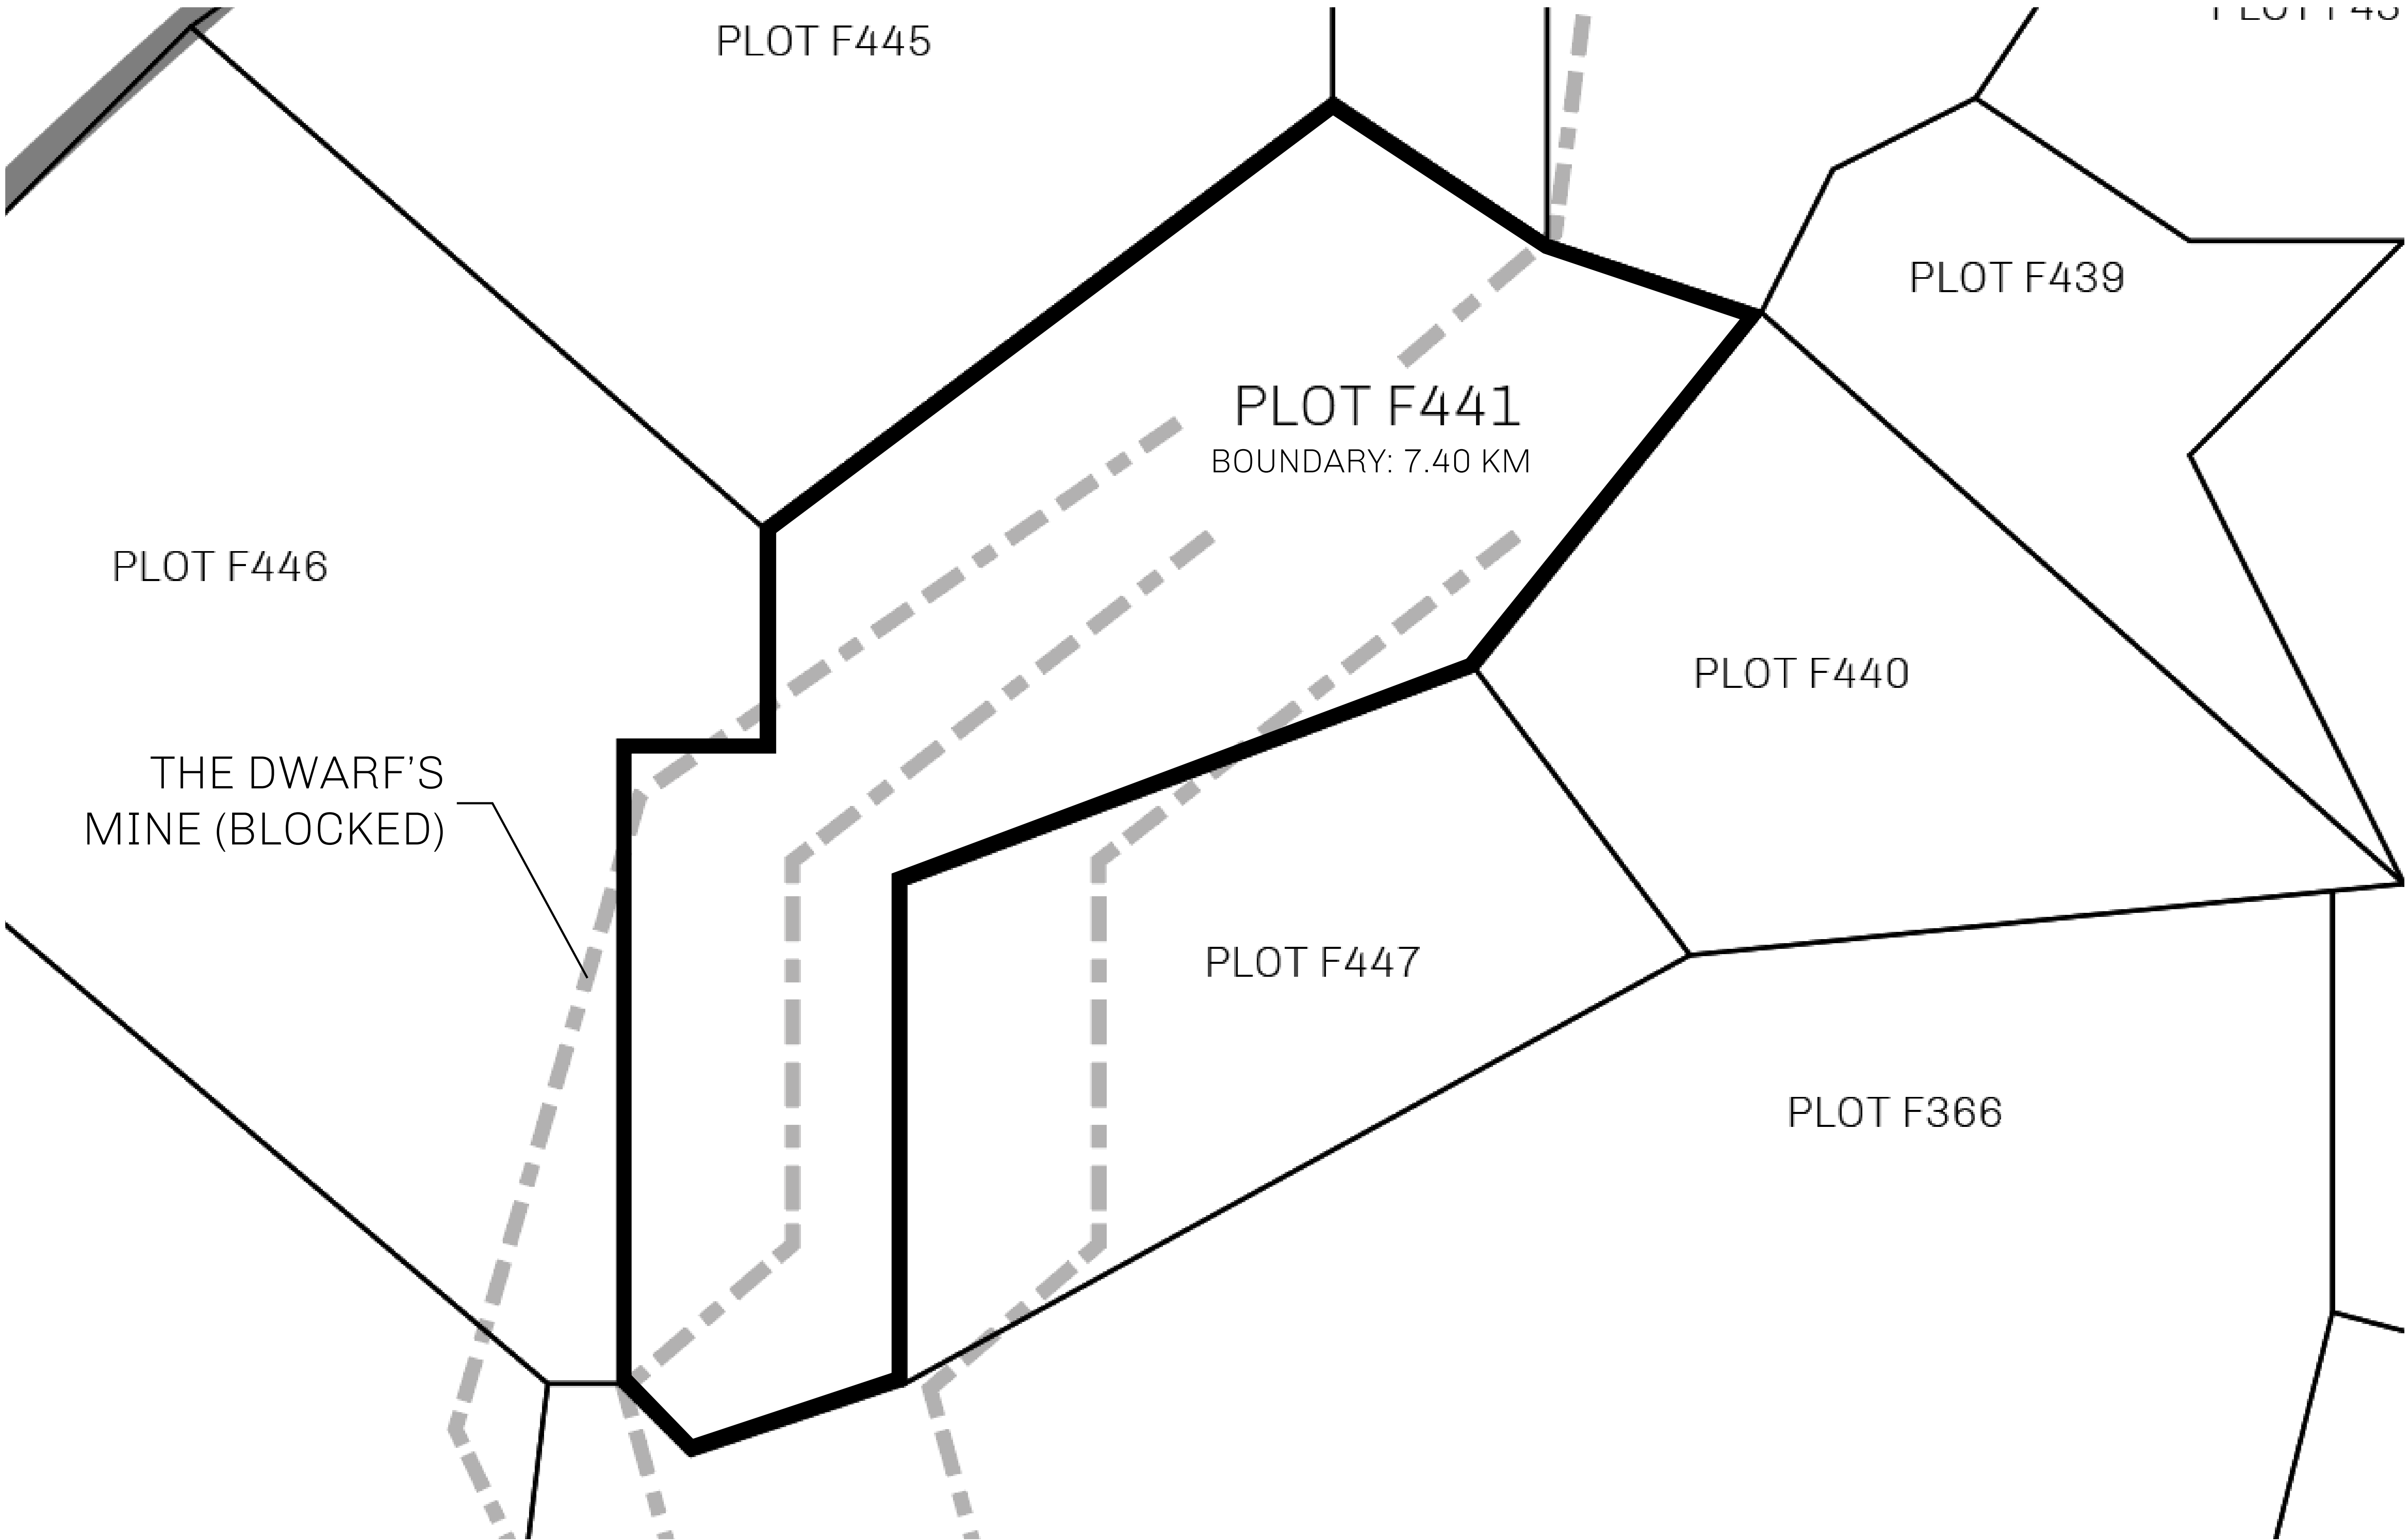 PLOT F445
PLOT F439
PLOT F441
BOUNDARY: 7.40 KM
PLOT F446
PLOT F440
THE DWARF’S
MINE (BLOCKED)
PLOT F447
PLOT F366